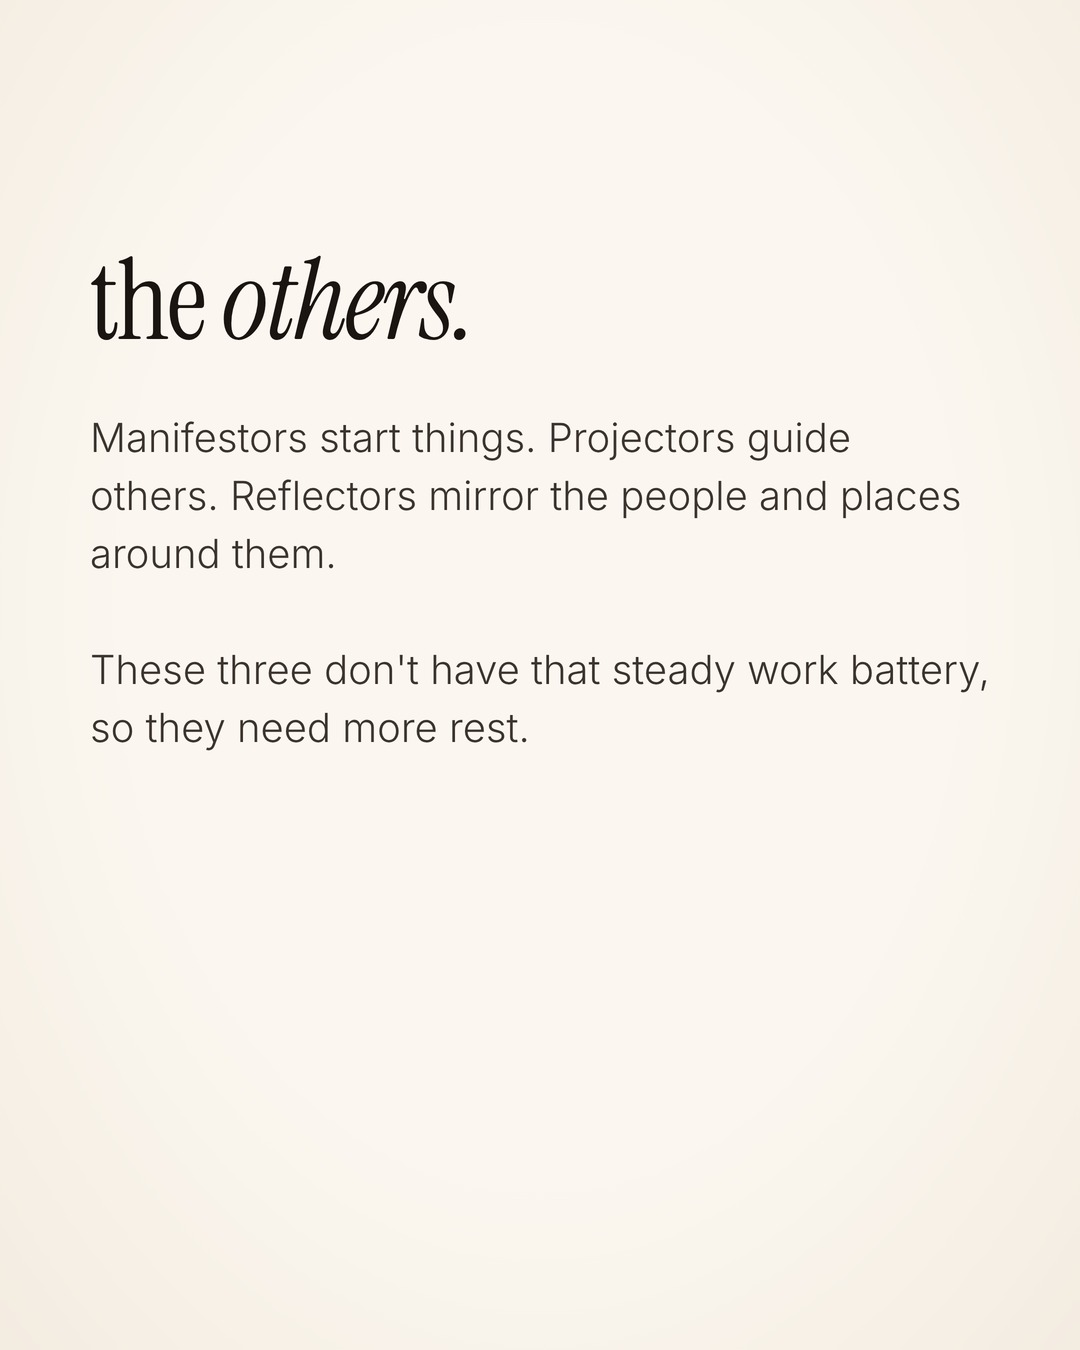 the others.
Manifestors start things. Projectors guide
others. Reflectors mirror the people and places
around them.
These three don't have that steady work battery,
so they need more rest.